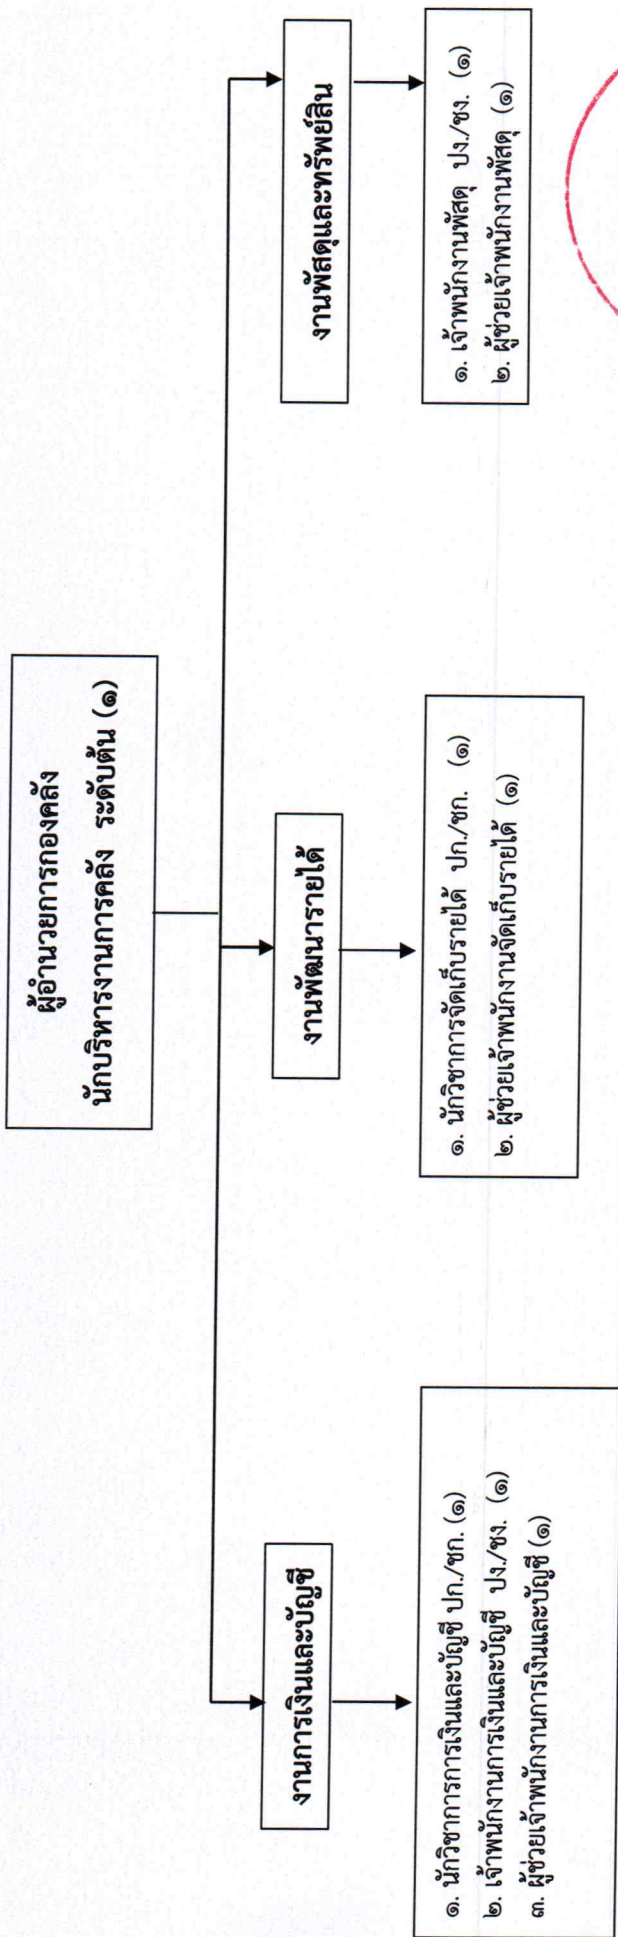 ผู้อำนวยการกองคลัง
นักบริหารงานการคลัง ระดับต้น (๑)
งานการเงินและบัญชี
๑. นักวิชาการการเงินและบัญชี ปก./ชก. (๑)
๒. เจ้าพนักงานการเงินและบัญชี ปง./ชง. (๑)
๓. ผู้ช่วยเจ้าพนักงานการเงินและบัญชี (๑)
งานพัฒนารายได้
๑. นักวิชาการจัดเก็บรายได้ ปก./ชก. (๑)
๒. ผู้ช่วยเจ้าพนักงานจัดเก็บรายได้ (๑)
งานพัสดุและทรัพย์สิน
๑. เจ้าพนักงานพัสดุ ปง./ชง. (๑)
๒. ผู้ช่วยเจ้าพนักงานพัสดุ (๑)